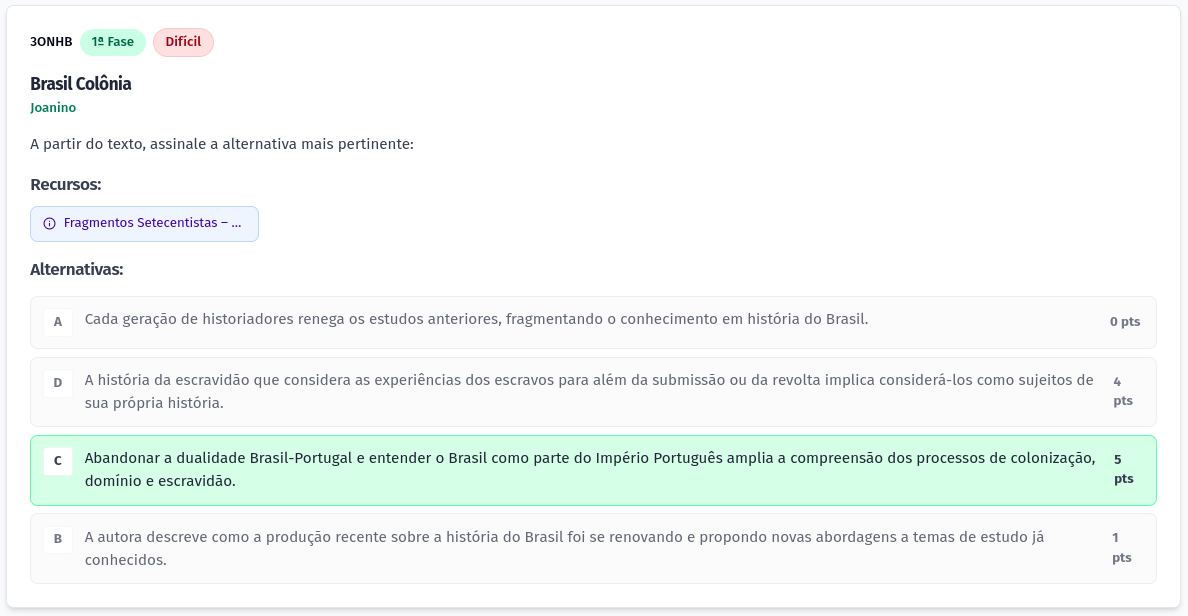 3ONHB 1ª Fase Difícil
Brasil Colônia
Joanino
A partir do texto, assinale a alternativa mais pertinente:
Recursos:
Fragmentos Setecentistas – ...
Alternativas:
A Cada geração de historiadores renega os estudos anteriores, fragmentando o conhecimento em história do Brasil. 0 pts
D A história da escravidão que considera as experiências dos escravos para além da submissão ou da revolta implica considerá-los como sujeitos de 4
sua própria história. pts
C Abandonar a dualidade Brasil-Portugal e entender o Brasil como parte do Império Português amplia a compreensão dos processos de colonização, 5
domínio e escravidão. pts
B A autora descreve como a produção recente sobre a história do Brasil foi se renovando e propondo novas abordagens a temas de estudo já 1
conhecidos. pts